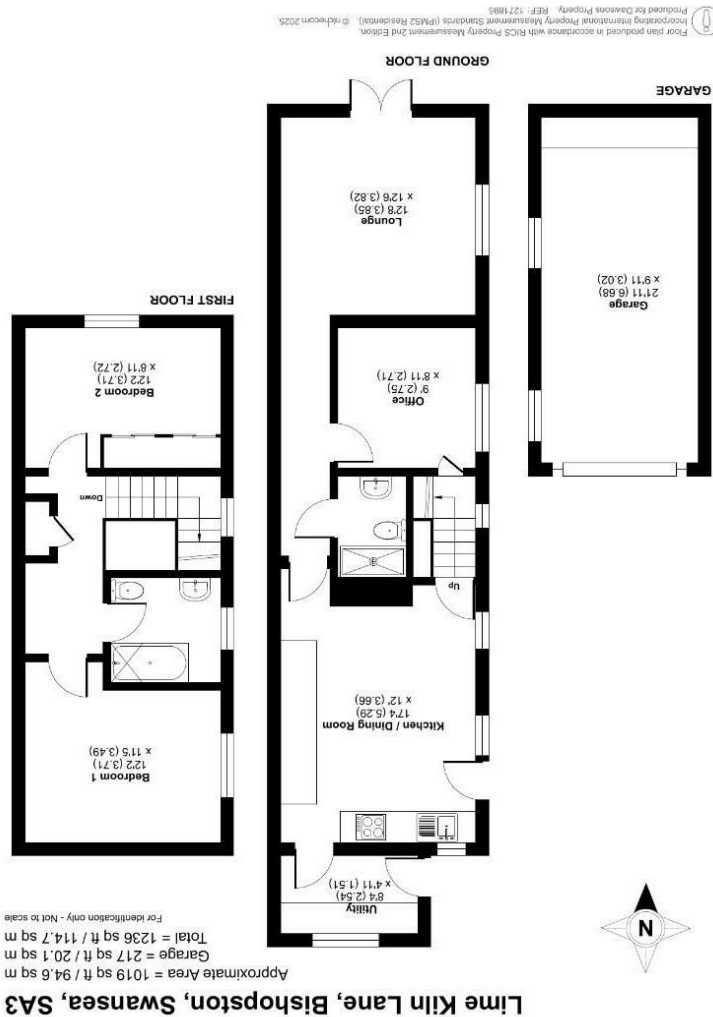 Lime Kiln Lane, Bishopston, Swansea, SA3
Approximate Area = 1019 sq ft / 94.6 sq m
Garage = 217 sq ft / 20.1 sq m
Total = 1236 sq ft / 114.7 sq m
For identification only - Not to scale
N
Utility
8'4 (2.54)
x 4'11 (1.51)
Kitchen / Dining Room
17'4 (5.29)
x 12' (3.66)
Up
Office
9' (2.75)
x 8'11 (2.71)
Lounge
12'8 (3.85)
x 12'6 (3.82)
GROUND FLOOR
Bedroom 1
12'2 (3.71)
x 11'5 (3.49)
Down
Bedroom 2
12'2 (3.71)
x 8'11 (2.72)
FIRST FLOOR
Garage
21'11 (6.68)
x 9'11 (3.02)
GARAGE
Floor plan produced in accordance with RICS Property Measurement 2nd Edition,
Incorporating International Property Measurement Standards (IPMS2 Residential). © nichecom 2025.
Produced for Dawsons Property. REF: 1271895